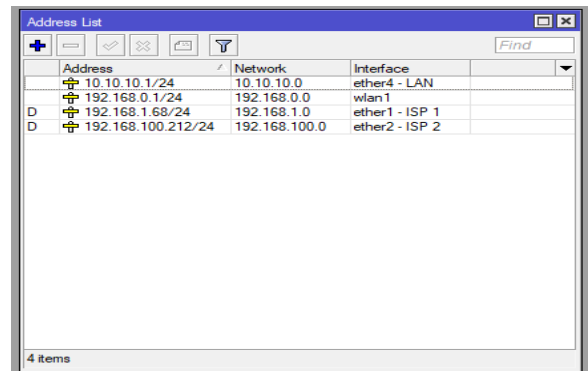 Address List
Find
Address Network Interface
10.10.10.1/24 10.10.10.0 ether4 - LAN
192.168.0.1/24 192.168.0.0 wlan1
D 192.168.1.68/24 192.168.1.0 ether1 - ISP 1
D 192.168.100.212/24 192.168.100.0 ether2 - ISP 2
4 items